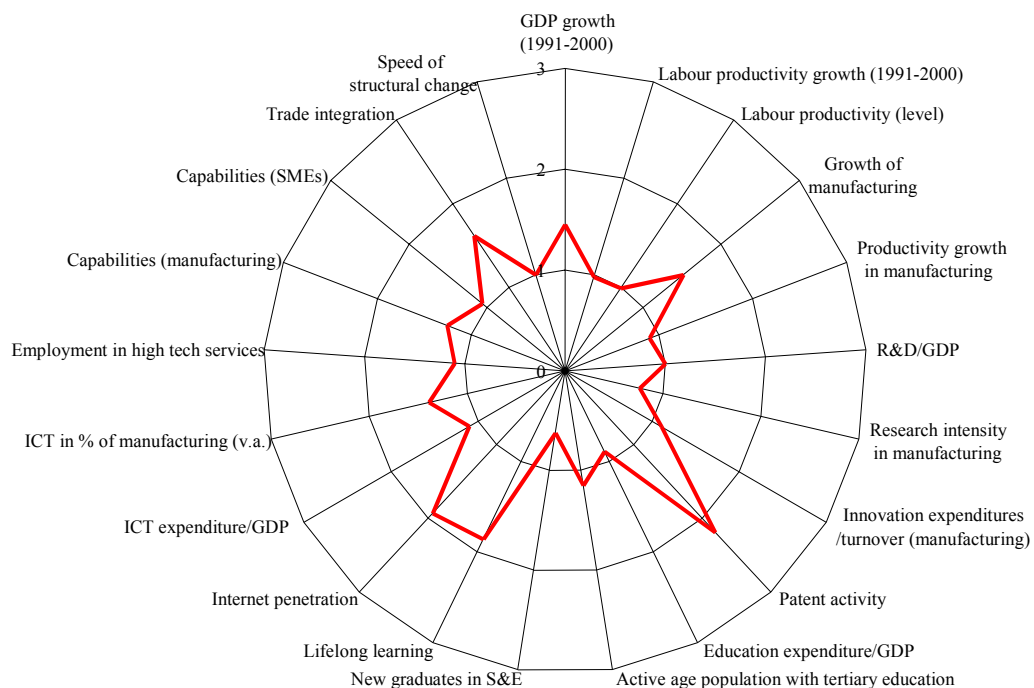 GDP growth
(1991-2000)
Speed of
structural change
Labour productivity growth (1991-2000)
Trade integration
Labour productivity (level)
Capabilities (SMEs)
Growth of
manufacturing
Capabilities (manufacturing)
Productivity growth
in manufacturing
Employment in high tech services
R&D/GDP
ICT in % of manufacturing (v.a.)
Research intensity
in manufacturing
ICT expenditure/GDP
Innovation expenditures
/turnover (manufacturing)
Internet penetration
Patent activity
Lifelong learning
Education expenditure/GDP
New graduates in S&E
Active age population with tertiary education
3
2
1
0